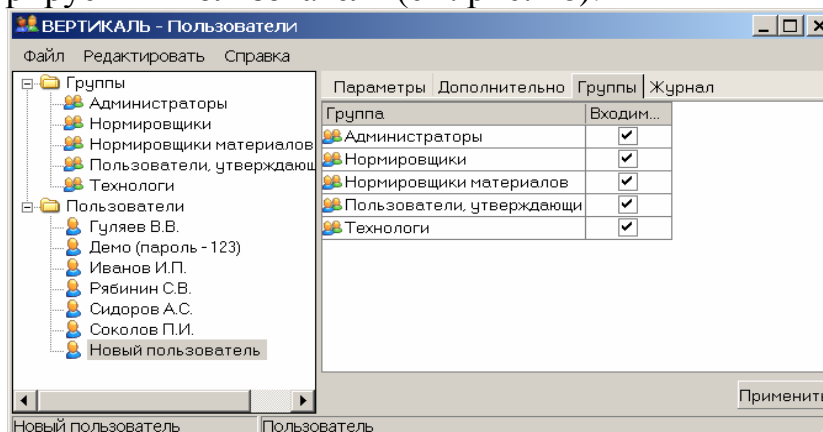 ВЕРТИКАЛЬ - Пользователи
Файл Редактировать Справка
Группы
Администраторы
Нормировщики
Нормировщики материалов
Пользователи, утверждающ
Технологи
Пользователи
Гуляев В.В.
Демо (пароль - 123)
Иванов И.П.
Рябинин С.В.
Сидоров А.С.
Соколов П.И.
Новый пользователь
Параметры Дополнительно Группы Журнал
Группа Входим...
Администраторы
Нормировщики
Нормировщики материалов
Пользователи, утверждающи
Технологи
Применить
Новый пользователь Пользователь